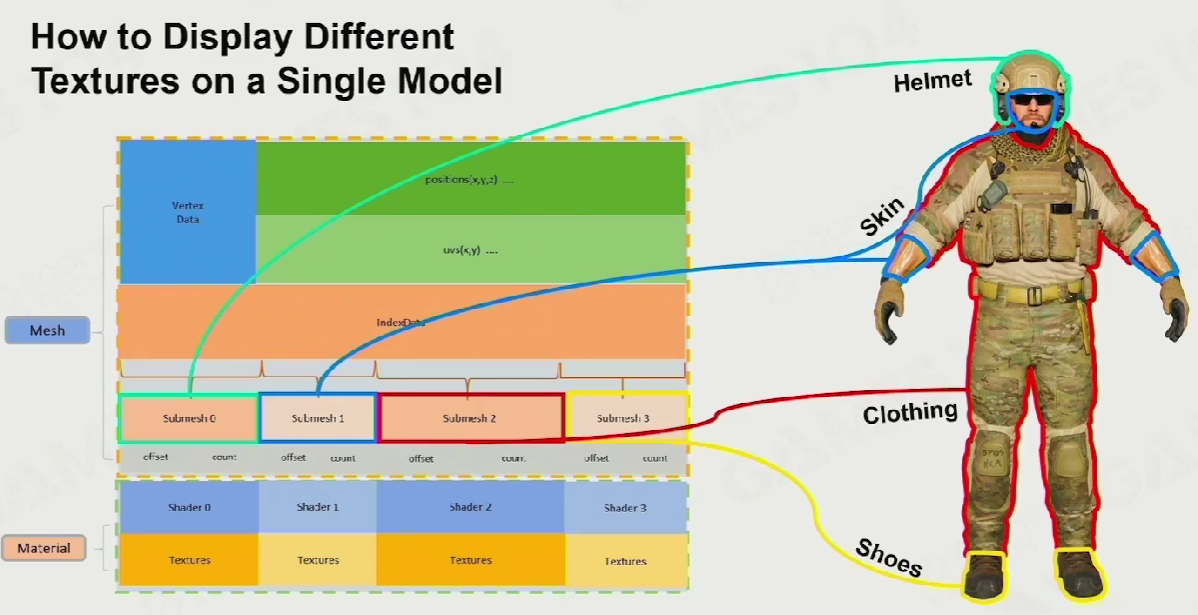 How to Display Different
Textures on a Single Model
Helmet
Vertex
Data
positions(x,y,z) ....
uvs(x,y) ....
Skin
Mesh
IndexData
Submesh 0
Submesh 1
Submesh 2
Submesh 3
Clothing
offset
count
offset
count
offset
count
offset
count
Shader 0
Shader 1
Shader 2
Shader 3
Material
Textures
Textures
Textures
Textures
Shoes